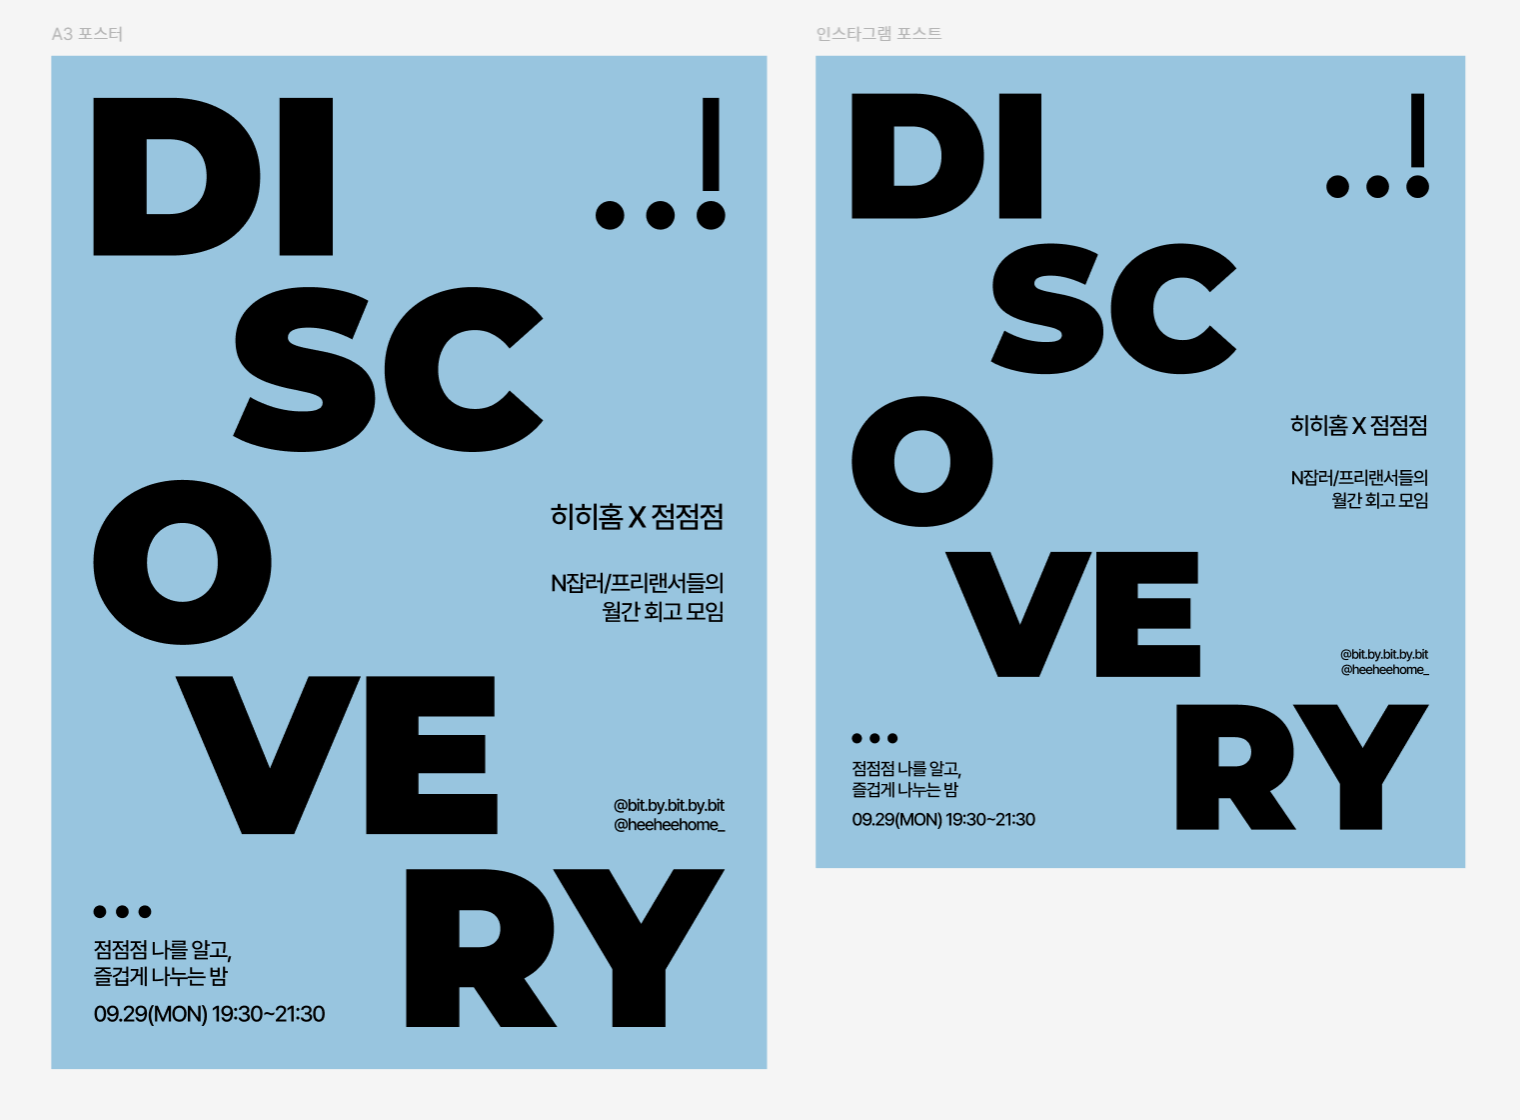 A3 포스터
DI
...!
SC
O
히히홈 X 점점점
N잡러/프리랜서들의
월간 회고 모임
VE
@bit.by.bit.by.bit
@heeheehome_
RY
...
점점점 나를 알고,
즐겁게 나누는 밤
09.29(MON) 19:30~21:30
인스타그램 포스트
DI
...!
SC
O
히히홈 X 점점점
N잡러/프리랜서들의
월간 회고 모임
VE
@bit.by.bit.by.bit
@heeheehome_
RY
...
점점점 나를 알고,
즐겁게 나누는 밤
09.29(MON) 19:30~21:30